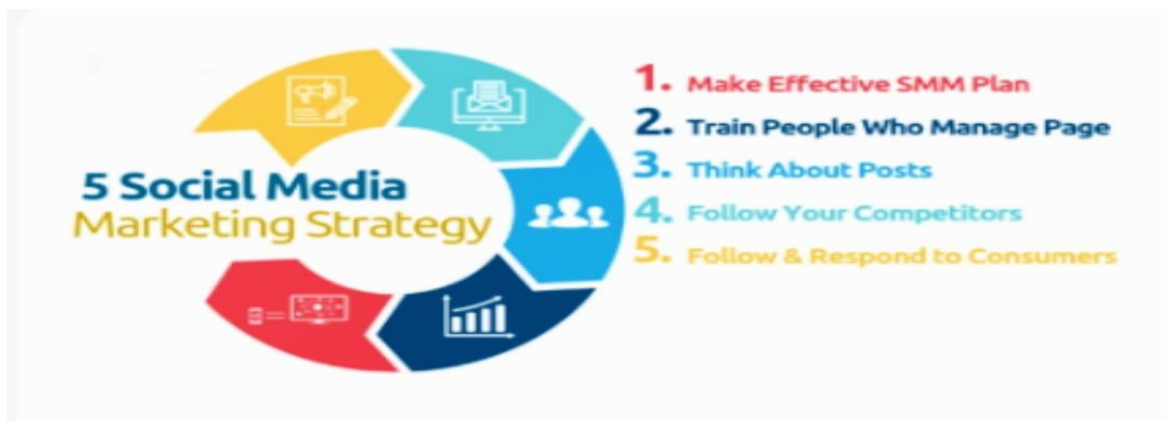 5 Social Media
Marketing Strategy
1. Make Effective SMM Plan
2. Train People Who Manage Page
3. Think About Posts
4. Follow Your Competitors
5. Follow & Respond to Consumers